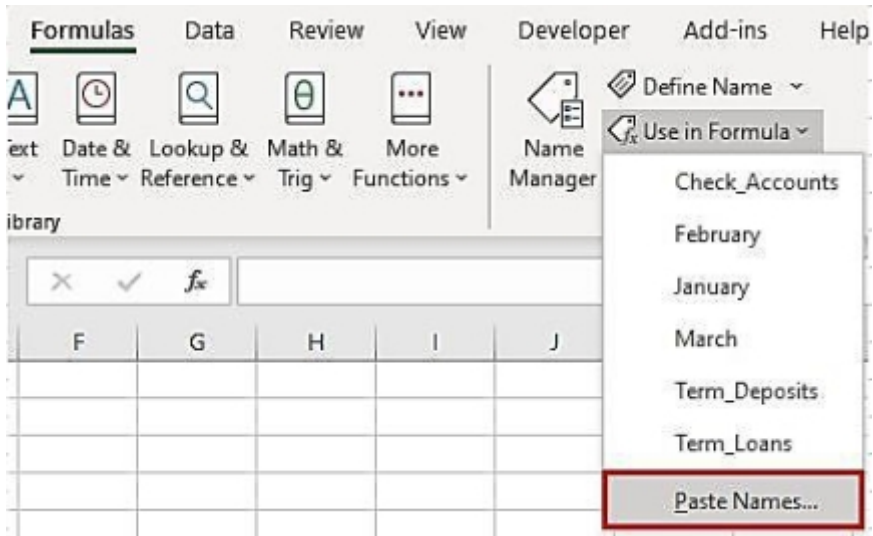 Formulas Data Review View Developer Add-ins Help
A θ
Define Name
fx Use in Formula
ext Date & Lookup & Math & More Name
Time Reference Trig Functions Manager
ibrary
Check_Accounts
February
January
March
Term_Deposits
Term_Loans
Paste Names...
fx
F G H I J